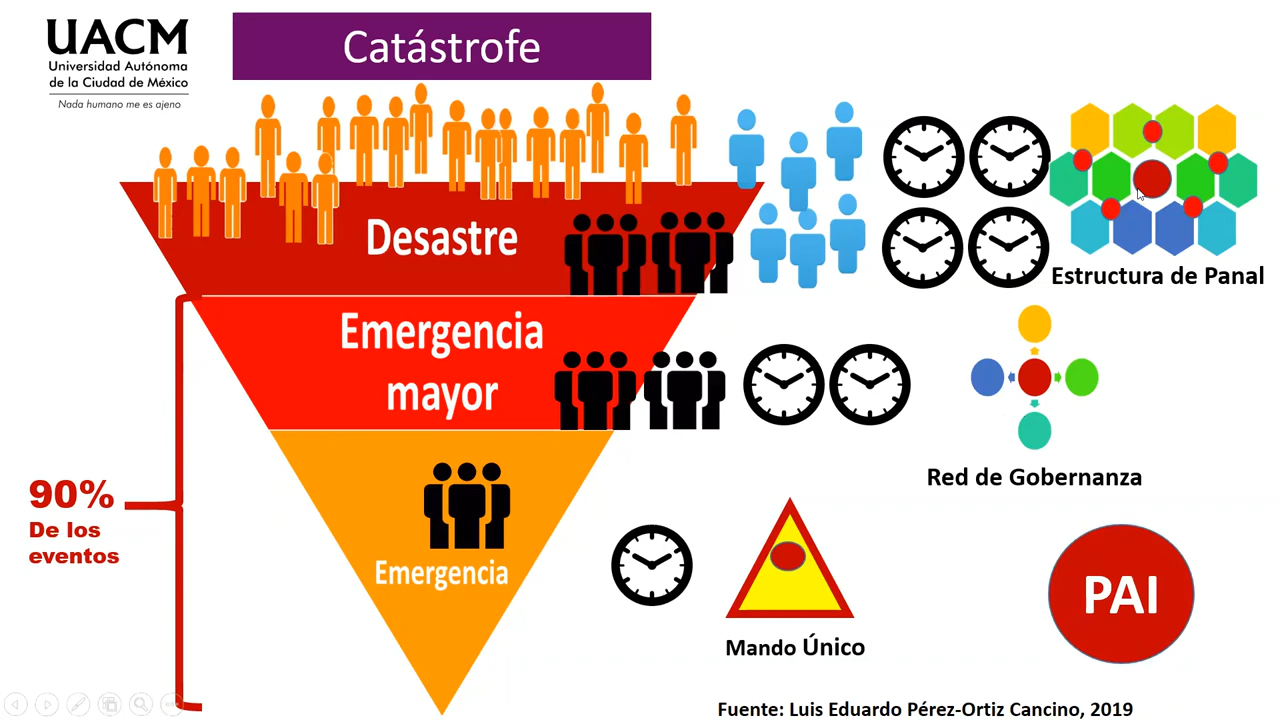 UACM
Universidad Autónoma
de la Ciudad de México
Nada humano me es ajeno
Catástrofe
Desastre
Estructura de Panal
Emergencia
mayor
Red de Gobernanza
90%
De los
eventos
Emergencia
Mando Único
PAI
Fuente: Luis Eduardo Pérez-Ortiz Cancino, 2019